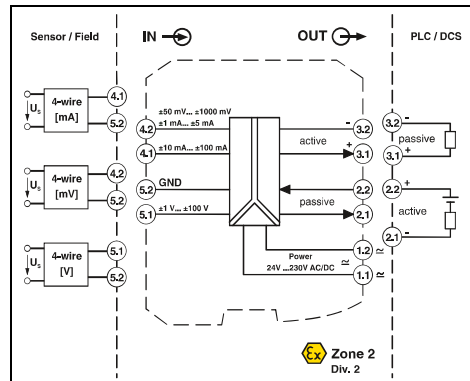 Sensor / Field
IN
OUT
PLC / DCS
Us
4-wire
[mA]
4.1
5.2
Us
4-wire
[mV]
4.2
5.2
Us
4-wire
[V]
5.1
5.2
±50 mV... ±1000 mV
±1 mA... ±5 mA
4.2
±10 mA... ±100 mA
4.1
GND
5.2
±1 V... ±100 V
5.1
active
-
3.2
+
3.1
passive
2.2
2.1
Power
24V ...230V AC/DC
1.2
≂
≂
1.1
≂
3.2 -
passive
3.1 +
2.2 +
active
2.1 -
Ex Zone 2
Div. 2